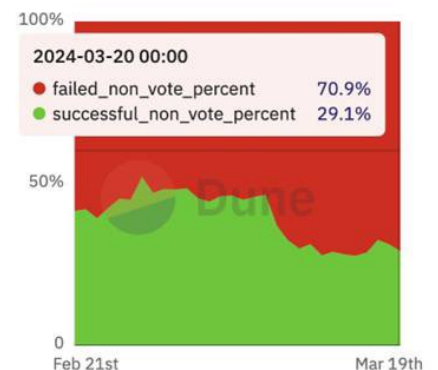 100%
2024-03-20 00:00
failed_non_vote_percent 70.9%
successful_non_vote_percent 29.1%
50%
Dune
0
Feb 21st Mar 19th